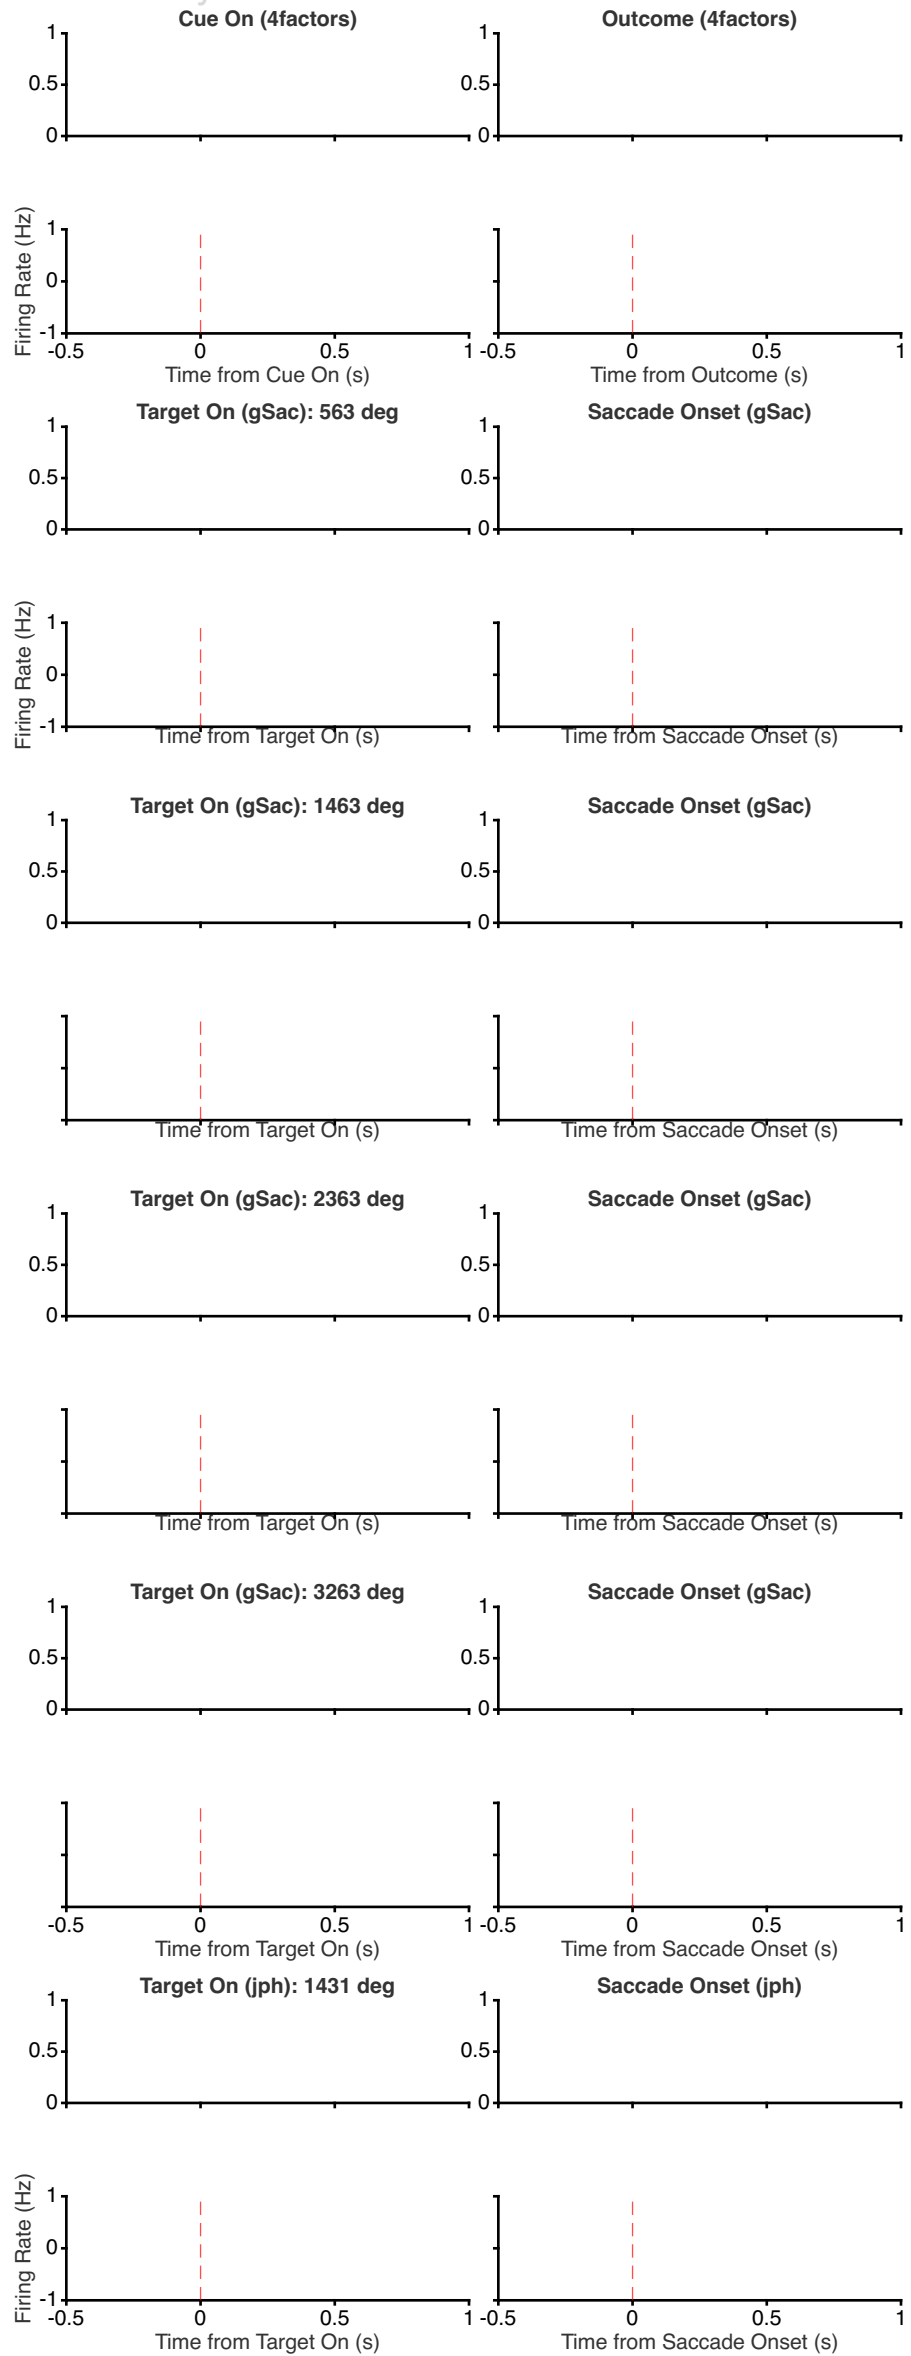 Cue On (4factors) Outcome (4factors)
1 1
0.5 0.5
0 0
Firing Rate (Hz)
1
0
-1
-0.5 0 0.5 1 -0.5 0 0.5 1
Time from Cue On (s) Time from Outcome (s)
Target On (gSac): 563 deg Saccade Onset (gSac)
1 1
0.5 0.5
0 0
Firing Rate (Hz)
1
0
-1
Time from Target On (s) Time from Saccade Onset (s)
Target On (gSac): 1463 deg Saccade Onset (gSac)
1 1
0.5 0.5
0 0
Time from Target On (s) Time from Saccade Onset (s)
Target On (gSac): 2363 deg Saccade Onset (gSac)
1 1
0.5 0.5
0 0
Time from Target On (s) Time from Saccade Onset (s)
Target On (gSac): 3263 deg Saccade Onset (gSac)
1 1
0.5 0.5
0 0
-0.5 0 0.5 1 -0.5 0 0.5 1
Time from Target On (s) Time from Saccade Onset (s)
Target On (jph): 1431 deg Saccade Onset (jph)
1 1
0.5 0.5
0 0
Firing Rate (Hz)
1
0
-1
-0.5 0 0.5 1 -0.5 0 0.5 1
Time from Target On (s) Time from Saccade Onset (s)